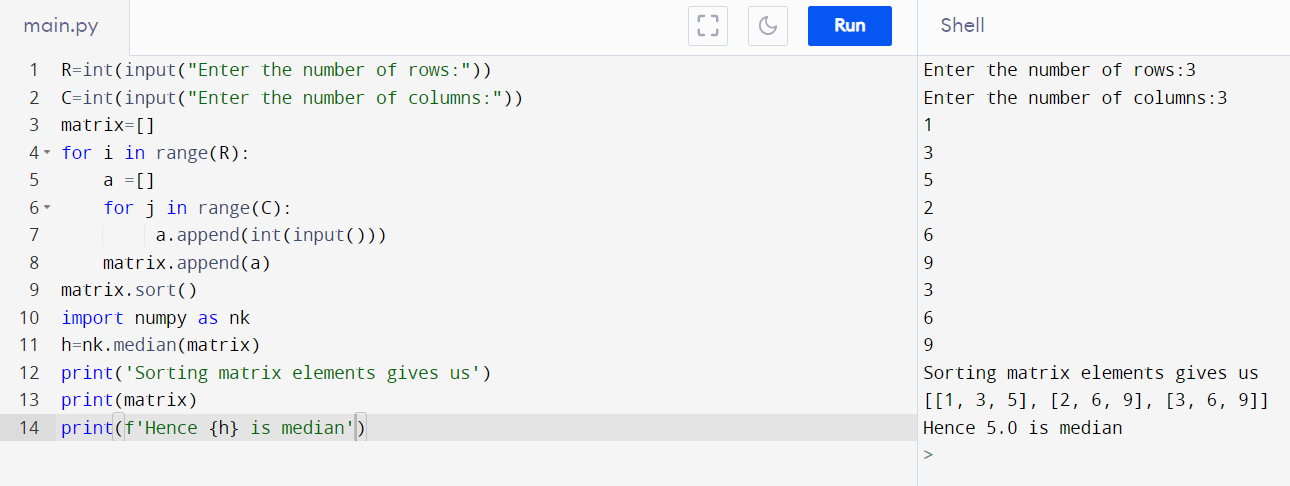 main.py
Run
Shell
1 R=int(input("Enter the number of rows:"))
2 C=int(input("Enter the number of columns:"))
3 matrix=[]
4 for i in range(R):
5     a =[]
6     for j in range(C):
7         a.append(int(input()))
8     matrix.append(a)
9 matrix.sort()
10 import numpy as nk
11 h=nk.median(matrix)
12 print('Sorting matrix elements gives us')
13 print(matrix)
14 print(f'Hence {h} is median')
Enter the number of rows:3
Enter the number of columns:3
1
3
5
2
6
9
3
6
9
Sorting matrix elements gives us
[[1, 3, 5], [2, 6, 9], [3, 6, 9]]
Hence 5.0 is median
>